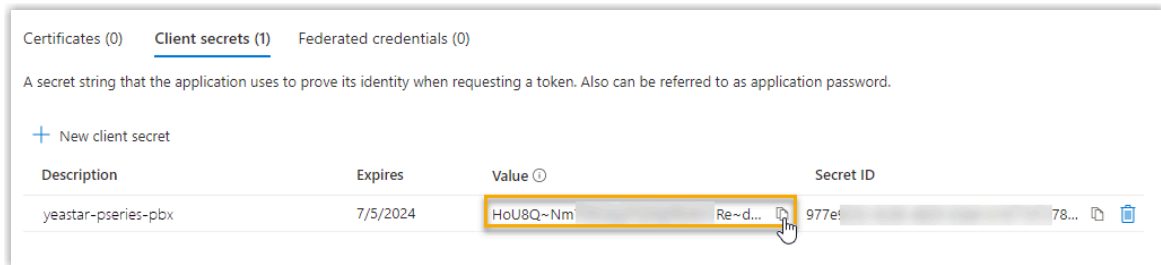 Certificates (0) Client secrets (1) Federated credentials (0)
A secret string that the application uses to prove its identity when requesting a token. Also can be referred to as application password.
New client secret
Description Expires Value Secret ID
yeastar-pseries-pbx 7/5/2024 HoU8Q~Nm Re~d... 977e 78...